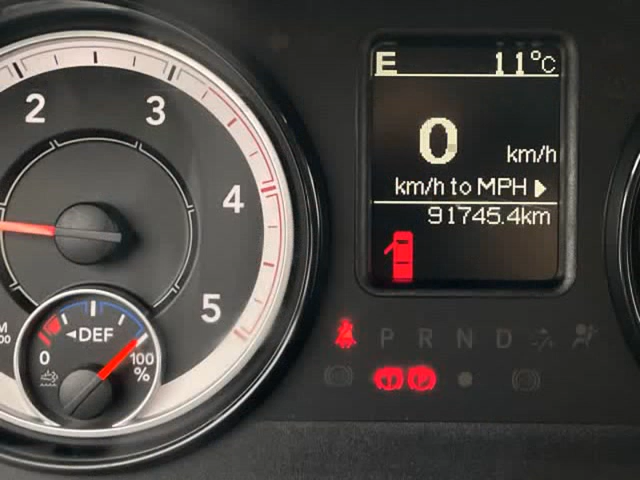 2
3
4
5
◄DEF
0
100
%
E 11°C
0 km/h
km/h to MPH ►
91745.4km
P R N D